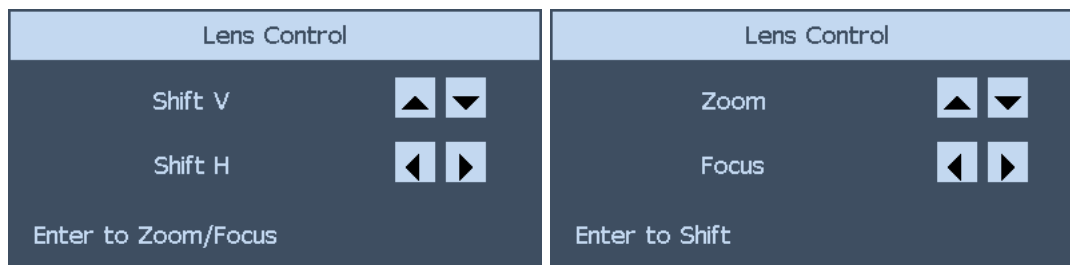 Lens Control
Shift V
Shift H
Enter to Zoom/Focus
Lens Control
Zoom
Focus
Enter to Shift